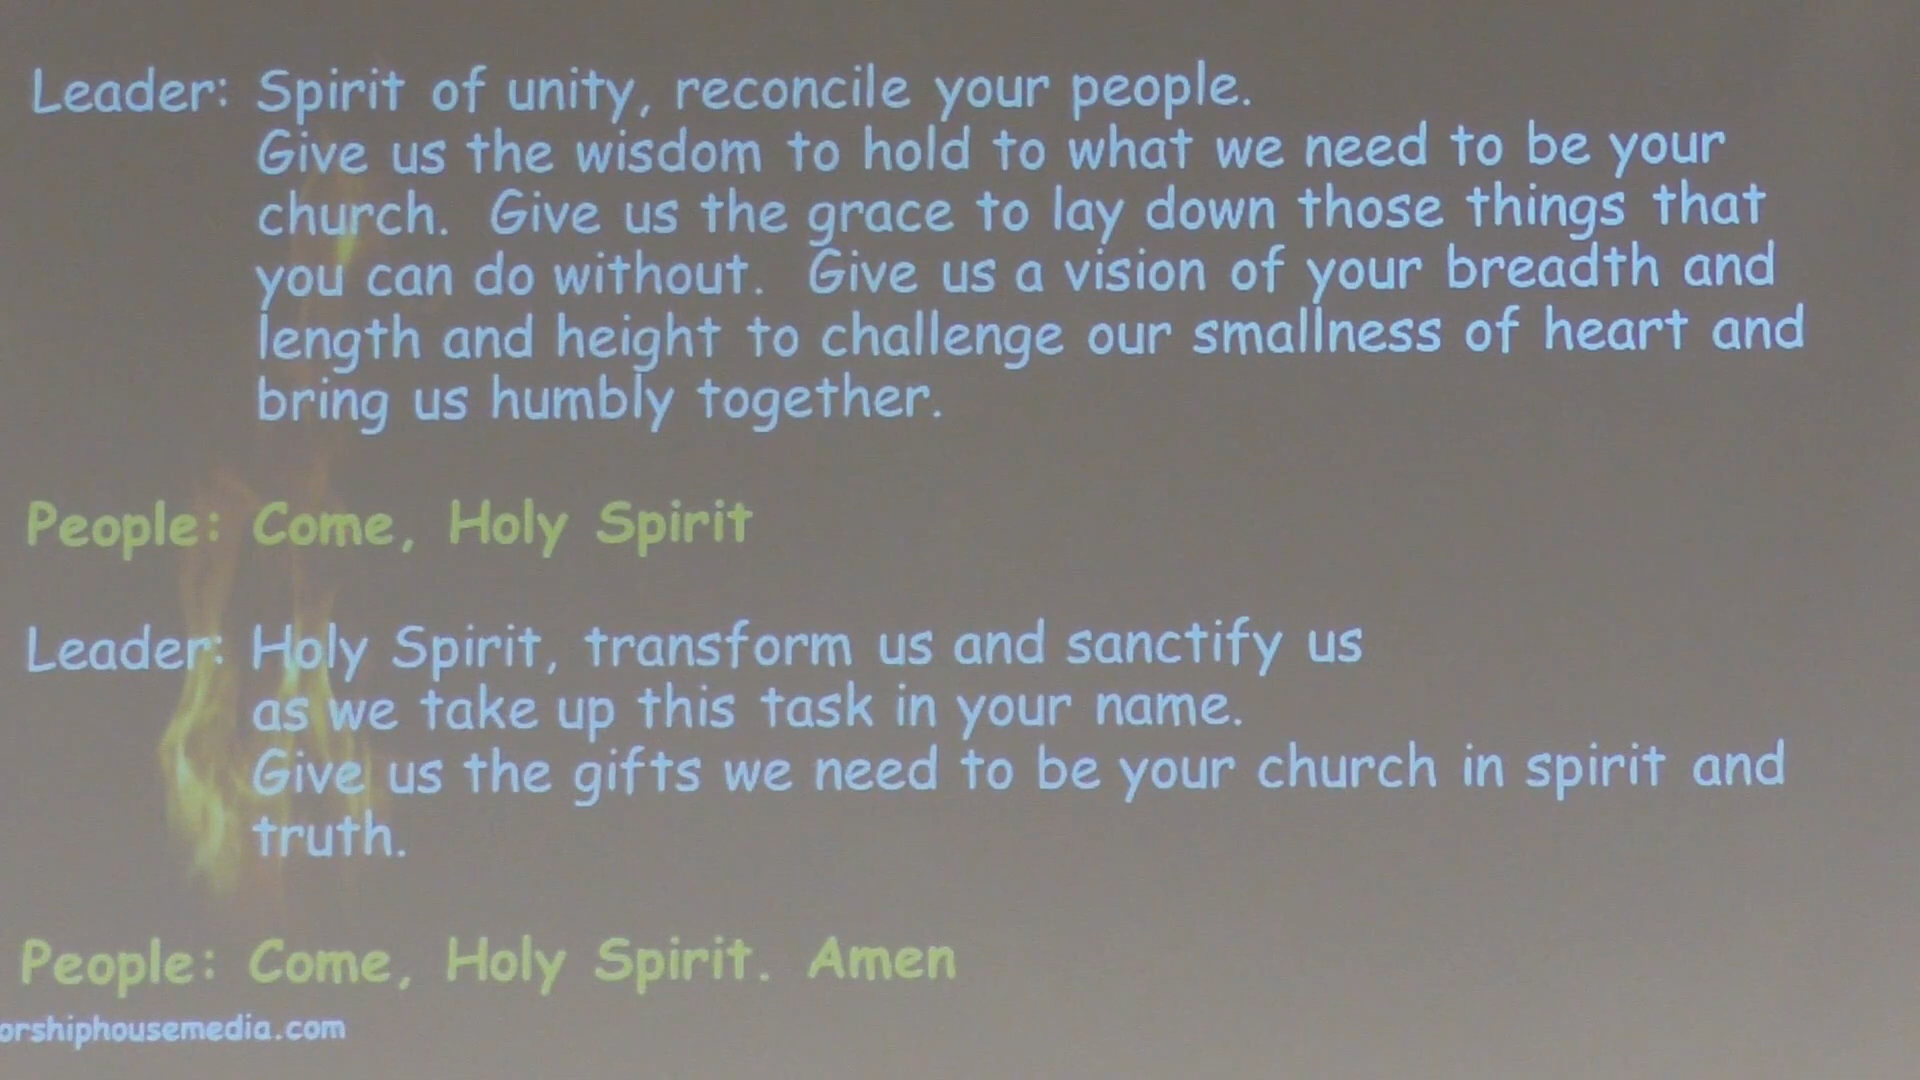 Leader: Spirit of unity, reconcile your people.
Give us the wisdom to hold to what we need to be your
church. Give us the grace to lay down those things that
you can do without. Give us a vision of your breadth and
length and height to challenge our smallness of heart and
bring us humbly together.
People: Come, Holy Spirit
Leader: Holy Spirit, transform us and sanctify us
as we take up this task in your name.
Give us the gifts we need to be your church in spirit and
truth.
People: Come, Holy Spirit. Amen
orshiphousemedia.com